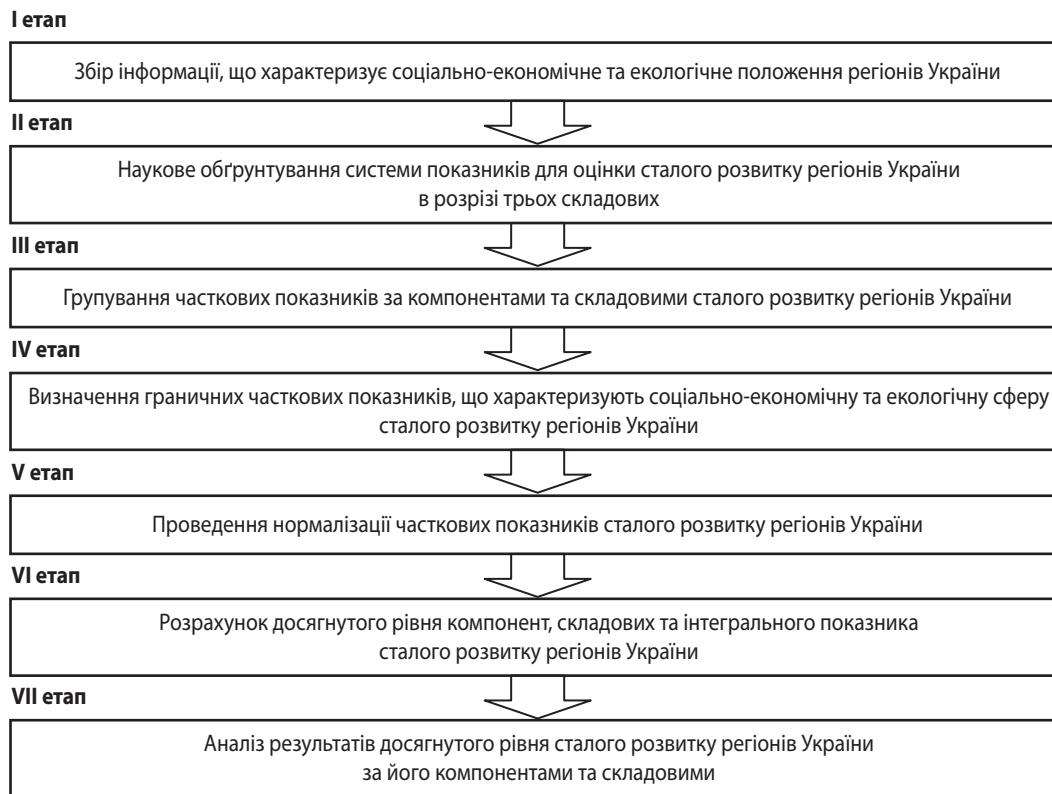 I етап
Збір інформації, що характеризує соціально-економічне та екологічне положення регіонів України
II етап
Наукове обґрунтування системи показників для оцінки сталого розвитку регіонів України
в розрізі трьох складових
III етап
Групування часткових показників за компонентами та складовими сталого розвитку регіонів України
IV етап
Визначення граничних часткових показників, що характеризують соціально-економічну та екологічну сферу
сталого розвитку регіонів України
V етап
Проведення нормалізації часткових показників сталого розвитку регіонів України
VI етап
Розрахунок досягнутого рівня компонент, складових та інтегрального показника
сталого розвитку регіонів України
VII етап
Аналіз результатів досягнутого рівня сталого розвитку регіонів України
за його компонентами та складовими